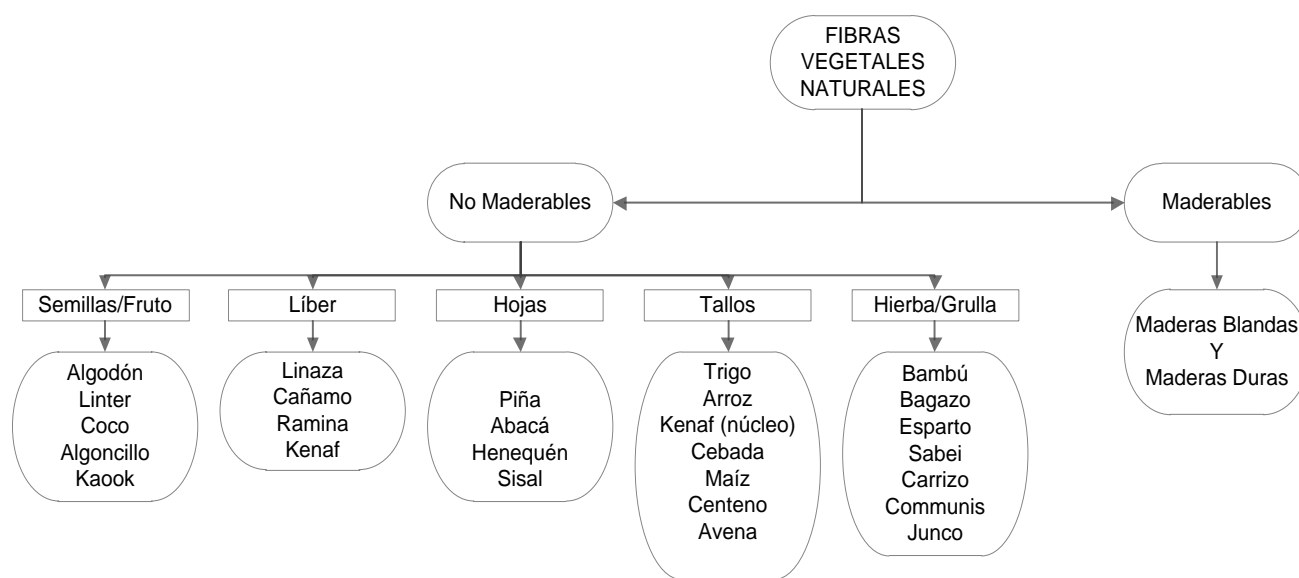 FIBRAS
VEGETALES
NATURALES
No Maderables
Maderables
Semillas/Fruto
Líber
Hojas
Tallos
Hierba/Grulla
Algodón
Linter
Coco
Algoncillo
Kaook
Linaza
Cañamo
Ramina
Kenaf
Piña
Abacá
Henequén
Sisal
Trigo
Arroz
Kenaf (núcleo)
Cebada
Maíz
Centeno
Avena
Bambú
Bagazo
Esparto
Sabei
Carrizo
Communis
Junco
Maderas Blandas
Y
Maderas Duras